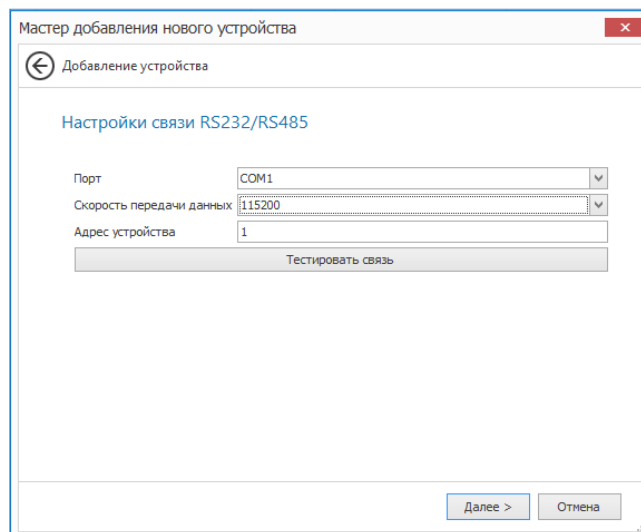 Мастер добавления нового устройства
Добавление устройства
Настройки связи RS232/RS485
Порт COM1
Скорость передачи данных 115200
Адрес устройства 1
Тестировать связь
Далее > Отмена